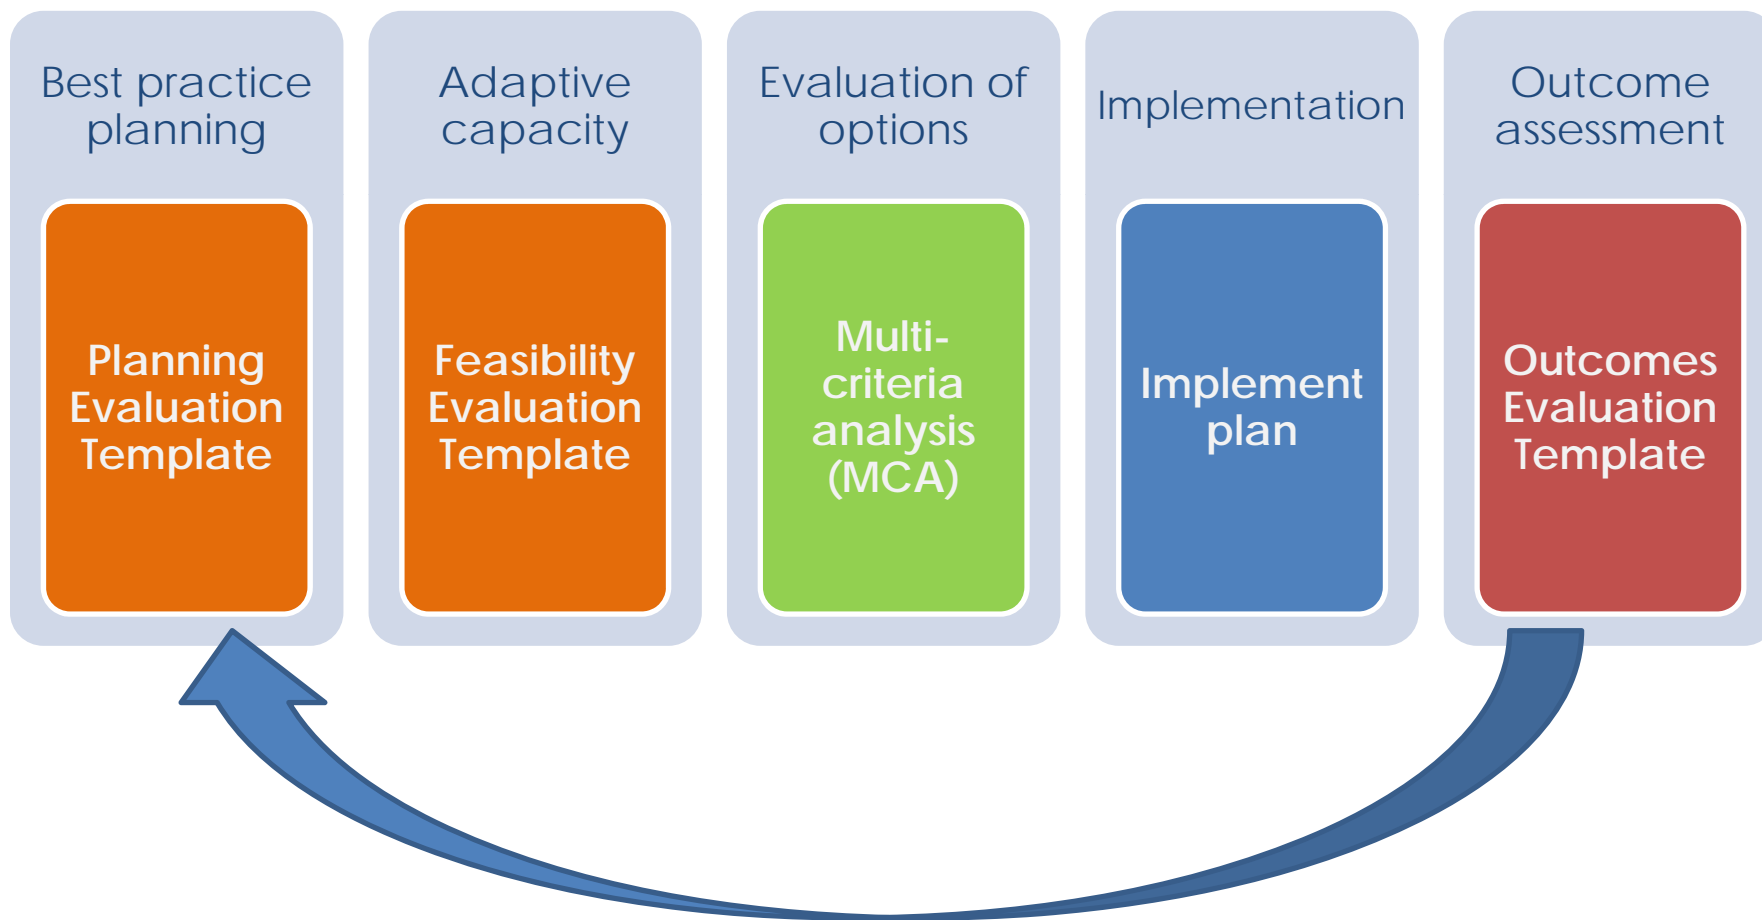 Best practice
planning
Planning
Evaluation
Template
Adaptive
capacity
Feasibility
Evaluation
Template
Evaluation of
options
Multi-
criteria
analysis
(MCA)
Implementation
Implement
plan
Outcome
assessment
Outcomes
Evaluation
Template